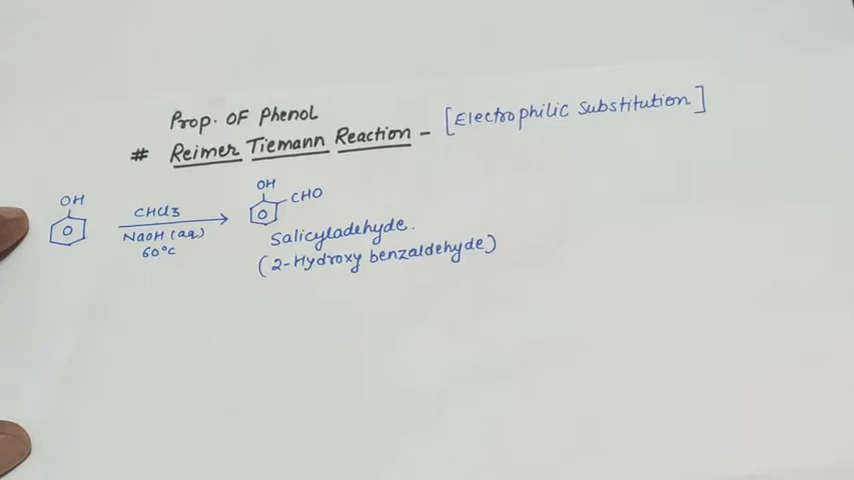 Prop. OF Phenol
# Reimer Tiemann Reaction - [Electrophilic Substitution]
OH
CHCl3
NaOH (aq)
60°C
OH
CHO
Salicyladehyde.
(2-Hydroxy benzaldehyde)